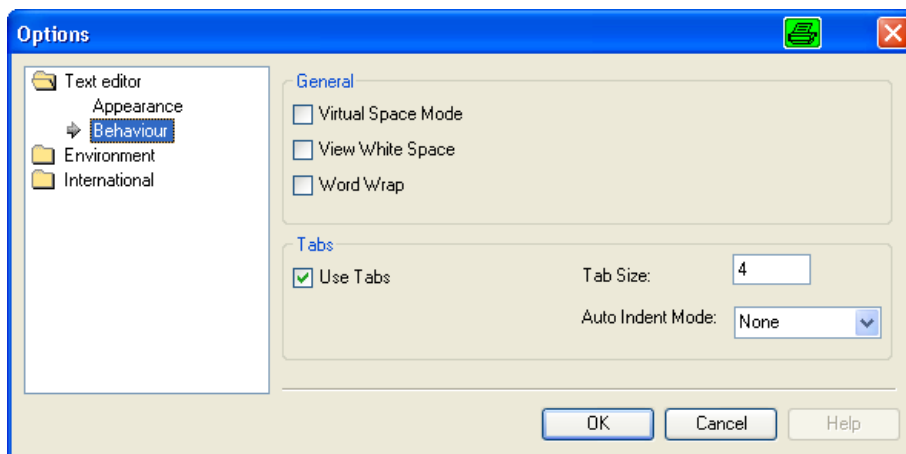 Options
Text editor
Appearance
Behaviour
Environment
International
General
Virtual Space Mode
View White Space
Word Wrap
Tabs
Use Tabs
Tab Size:
4
Auto Indent Mode:
None
OK
Cancel
Help